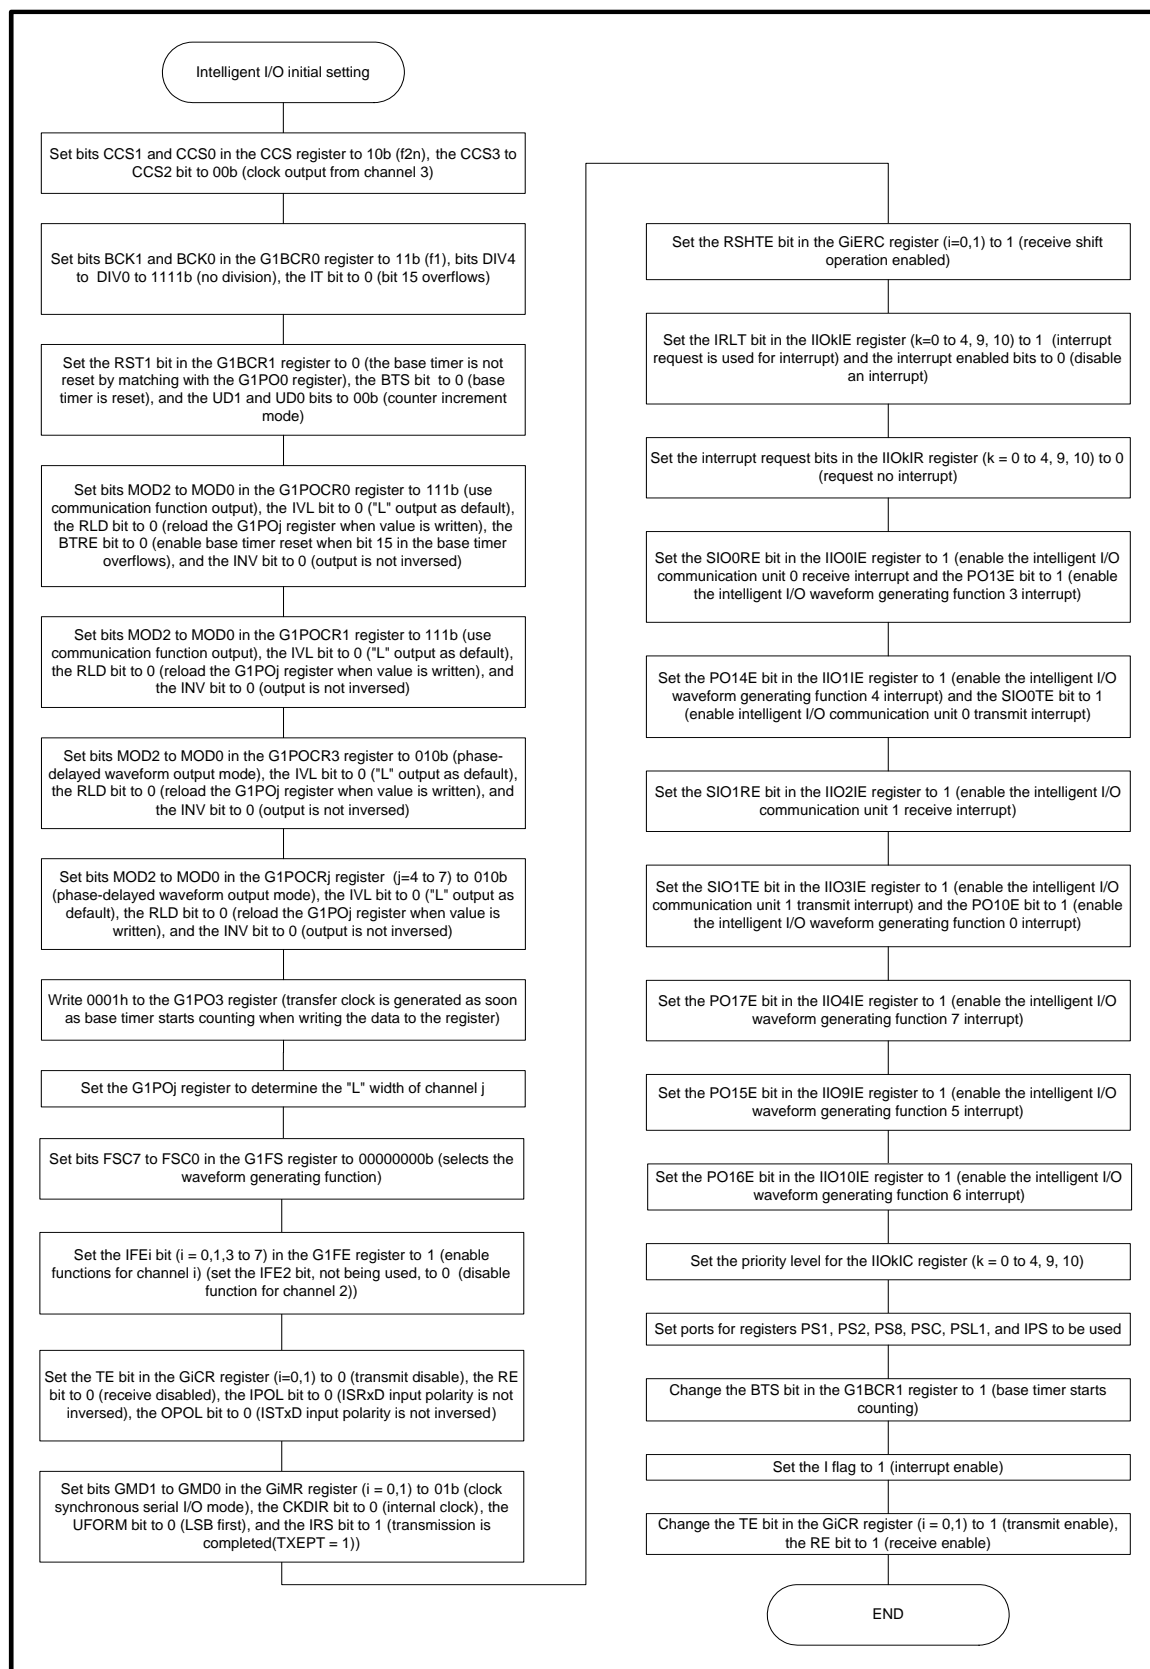 Intelligent I/O initial setting
Set bits CCS1 and CCS0 in the CCS register to 10b (f2n), the CCS3 to
CCS2 bit to 00b (clock output from channel 3)
Set bits BCK1 and BCK0 in the G1BCR0 register to 11b (f1), bits DIV4
to DIV0 to 1111b (no division), the IT bit to 0 (bit 15 overflows)
Set the RST1 bit in the G1BCR1 register to 0 (the base timer is not
reset by matching with the G1PO0 register), the BTS bit to 0 (base
timer is reset), and the UD1 and UD0 bits to 00b (counter increment
mode)
Set bits MOD2 to MOD0 in the G1POCR0 register to 111b (use
communication function output), the IVL bit to 0 ("L" output as default),
the RLD bit to 0 (reload the G1POj register when value is written), the
BTRE bit to 0 (enable base timer reset when bit 15 in the base timer
overflows), and the INV bit to 0 (output is not inversed)
Set bits MOD2 to MOD0 in the G1POCR1 register to 111b (use
communication function output), the IVL bit to 0 ("L" output as default),
the RLD bit to 0 (reload the G1POj register when value is written), and
the INV bit to 0 (output is not inversed)
Set bits MOD2 to MOD0 in the G1POCR3 register to 010b (phase-
delayed waveform output mode), the IVL bit to 0 ("L" output as default),
the RLD bit to 0 (reload the G1POj register when value is written), and
the INV bit to 0 (output is not inversed)
Set bits MOD2 to MOD0 in the G1POCRj register (j=4 to 7) to 010b
(phase-delayed waveform output mode), the IVL bit to 0 ("L" output as
default), the RLD bit to 0 (reload the G1POj register when value is
written), and the INV bit to 0 (output is not inversed)
Write 0001h to the G1PO3 register (transfer clock is generated as soon
as base timer starts counting when writing the data to the register)
Set the G1POj register to determine the "L" width of channel j
Set bits FSC7 to FSC0 in the G1FS register to 00000000b (selects the
waveform generating function)
Set the IFEi bit (i = 0,1,3 to 7) in the G1FE register to 1 (enable
functions for channel i) (set the IFE2 bit, not being used, to 0 (disable
function for channel 2))
Set the TE bit in the GiCR register (i=0,1) to 0 (transmit disable), the RE
bit to 0 (receive disabled), the IPOL bit to 0 (ISRxD input polarity is not
inversed), the OPOL bit to 0 (ISTxD input polarity is not inversed)
Set bits GMD1 to GMD0 in the GiMR register (i = 0,1) to 01b (clock
synchronous serial I/O mode), the CKDIR bit to 0 (internal clock), the
UFORM bit to 0 (LSB first), and the IRS bit to 1 (transmission is
completed(TXEPT = 1))
Set the RSHTE bit in the GiERC register (i=0,1) to 1 (receive shift
operation enabled)
Set the IRLT bit in the IIOkIE register (k=0 to 4, 9, 10) to 1 (interrupt
request is used for interrupt) and the interrupt enabled bits to 0 (disable
an interrupt)
Set the interrupt request bits in the IIOkIR register (k = 0 to 4, 9, 10) to 0
(request no interrupt)
Set the SIO0RE bit in the IIO0IE register to 1 (enable the intelligent I/O
communication unit 0 receive interrupt and the PO13E bit to 1 (enable
the intelligent I/O waveform generating function 3 interrupt)
Set the PO14E bit in the IIO1IE register to 1 (enable the intelligent I/O
waveform generating function 4 interrupt) and the SIO0TE bit to 1
(enable intelligent I/O communication unit 0 transmit interrupt)
Set the SIO1RE bit in the IIO2IE register to 1 (enable the intelligent I/O
communication unit 1 receive interrupt)
Set the SIO1TE bit in the IIO3IE register to 1 (enable the intelligent I/O
communication unit 1 transmit interrupt) and the PO10E bit to 1 (enable
the intelligent I/O waveform generating function 0 interrupt)
Set the PO17E bit in the IIO4IE register to 1 (enable the intelligent I/O
waveform generating function 7 interrupt)
Set the PO15E bit in the IIO9IE register to 1 (enable the intelligent I/O
waveform generating function 5 interrupt)
Set the PO16E bit in the IIO10IE register to 1 (enable the intelligent I/O
waveform generating function 6 interrupt)
Set the priority level for the IIOkIC register (k = 0 to 4, 9, 10)
Set ports for registers PS1, PS2, PS8, PSC, PSL1, and IPS to be used
Change the BTS bit in the G1BCR1 register to 1 (base timer starts
counting)
Set the I flag to 1 (interrupt enable)
Change the TE bit in the GiCR register (i = 0,1) to 1 (transmit enable),
the RE bit to 1 (receive enable)
END